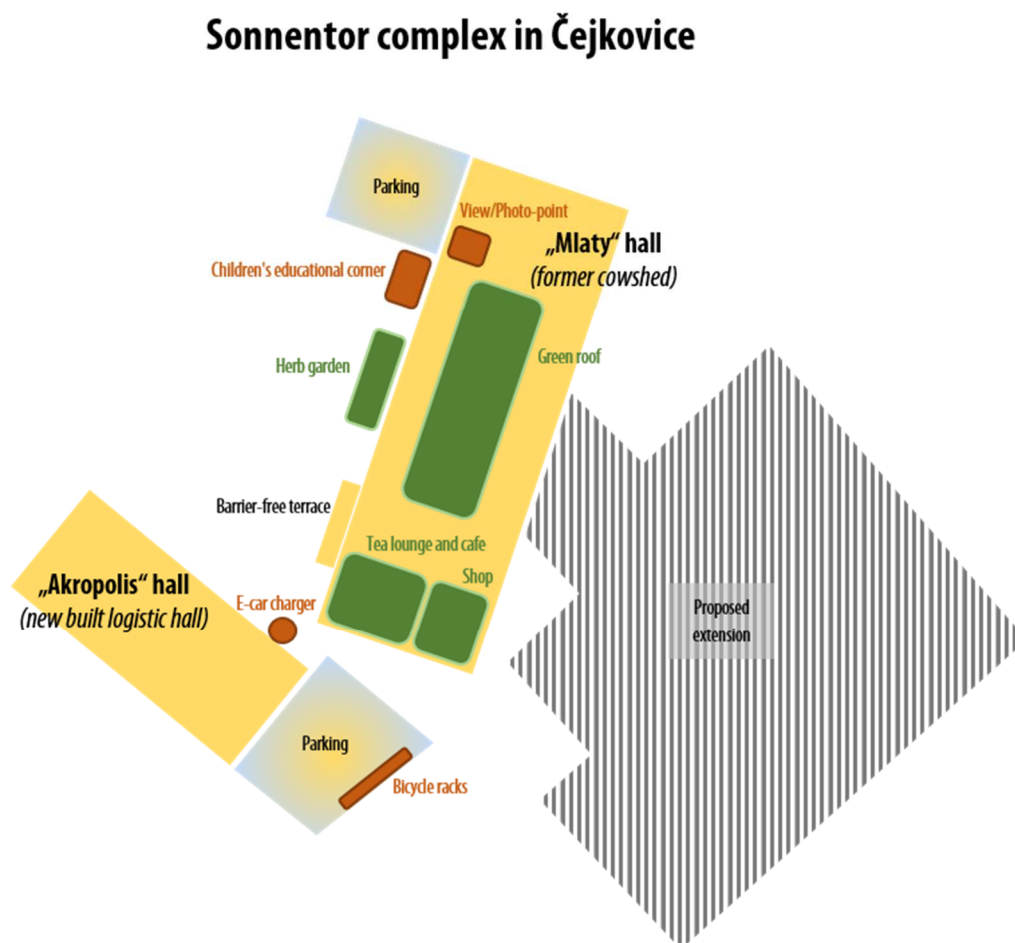 Sonnentor complex in Čejkovice
Parking
View/Photo-point
„Mlaty“ hall
(former cowshed)
Children's educational corner
Green roof
Herb garden
Barrier-free terrace
Tea lounge and cafe
Shop
„Akropolis“ hall
(new built logistic hall)
E-car charger
Proposed
extension
Parking
Bicycle racks